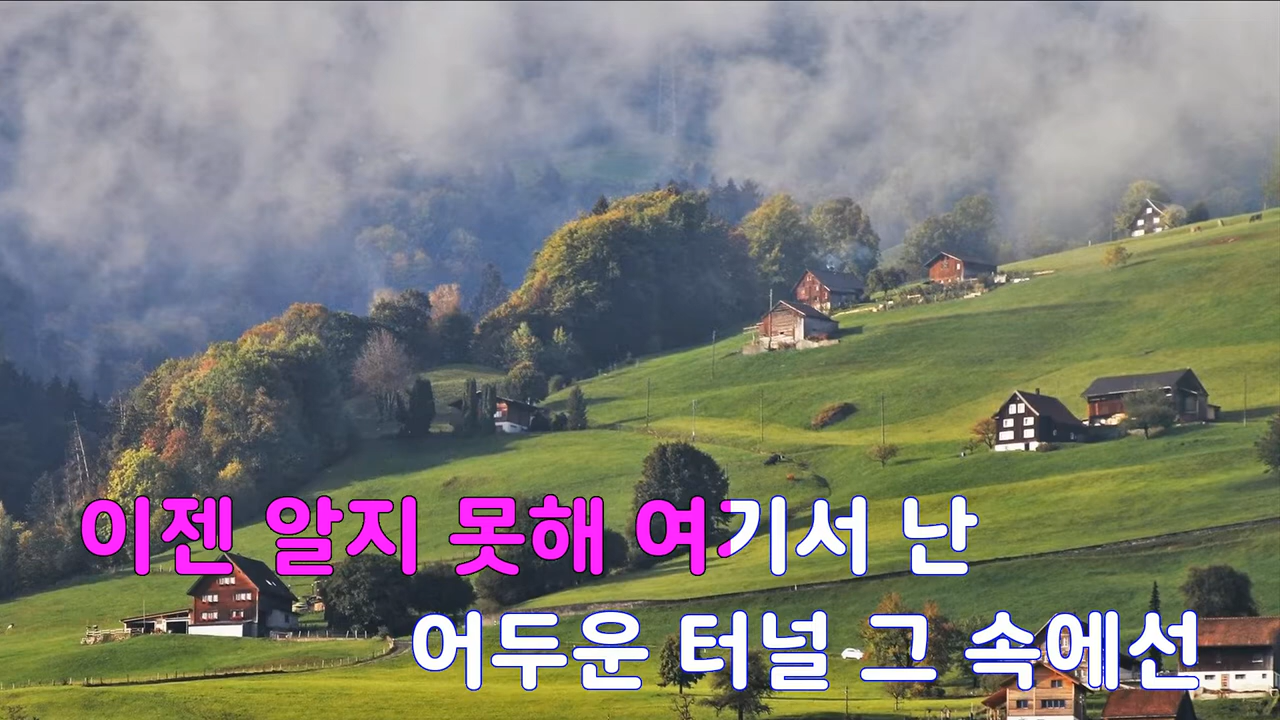 이젠 알지 못해 여기서 난
어두운 터널 그 속에선